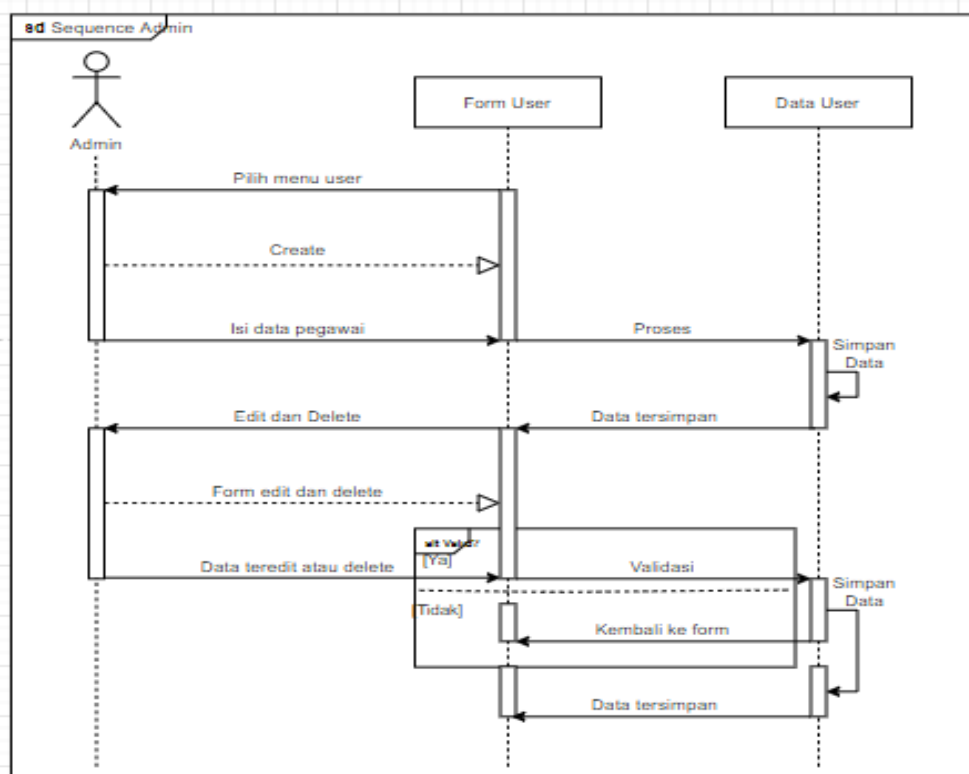 sd Sequence Admin
Form User
Data User
Admin
Pilih menu user
Create
Isi data pegawai
Proses
Simpan
Data
Edit dan Delete
Data tersimpan
Form edit dan delete
alt Valid?
[Ya]
Data teredit atau delete
Validasi
Simpan
Data
[Tidak]
Kembali ke form
Data tersimpan